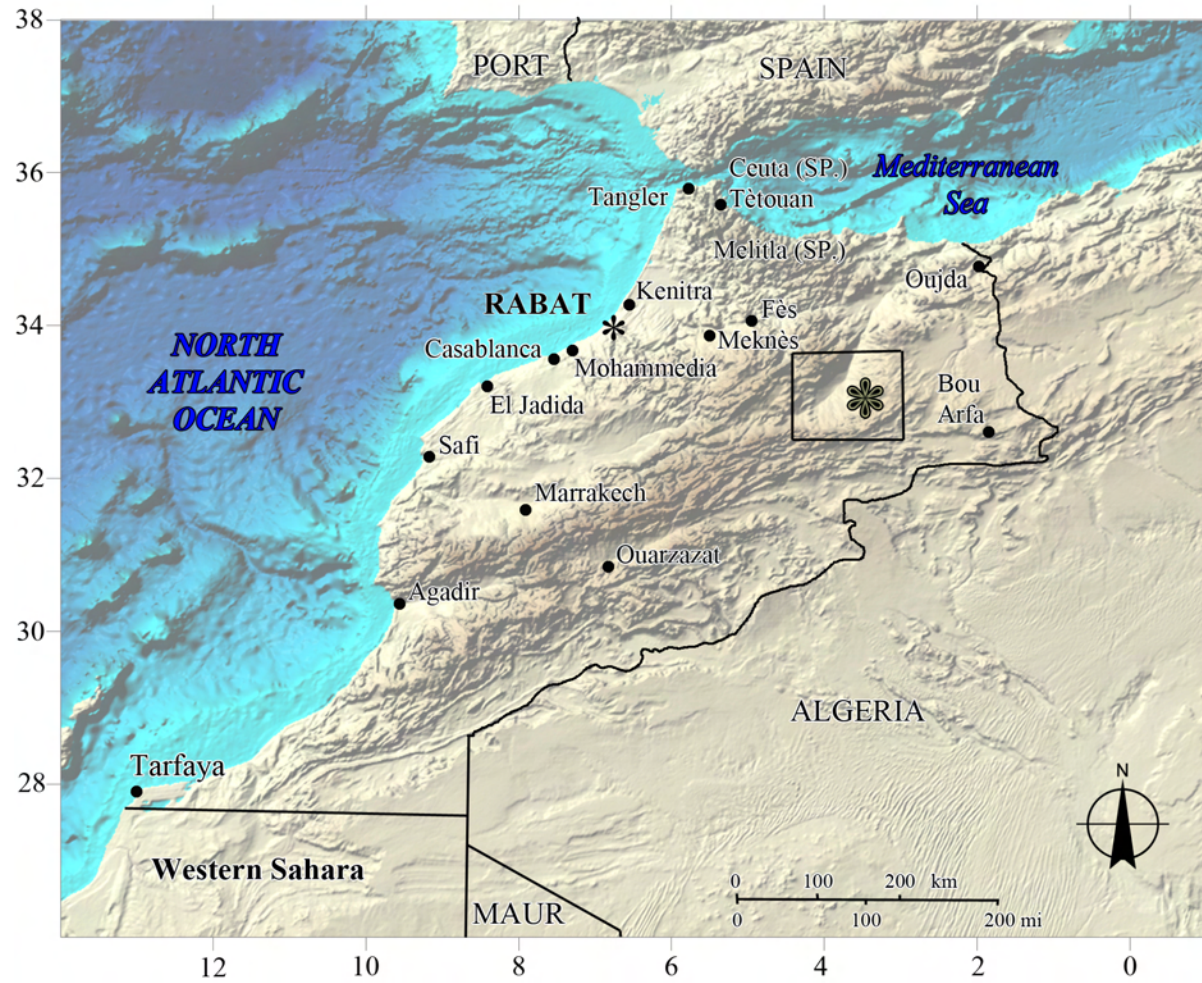 38
PORT
SPAIN
36
Ceuta (SP.)
Mediterranean
Sea
Tangler
Tètouan
Melitla (SP.)
Oujda
RABAT
Kenitra
*
34
Fès
Meknès
NORTH
ATLANTIC
OCEAN
Casablanca
Mohammedia
Bou
Arfa
El Jadida
Safi
32
Marrakech
Ouarzazat
Agadir
30
ALGERIA
Tarfaya
28
N
Western Sahara
0 100 200 km
0 100 200 mi
MAUR
12 10 8 6 4 2 0